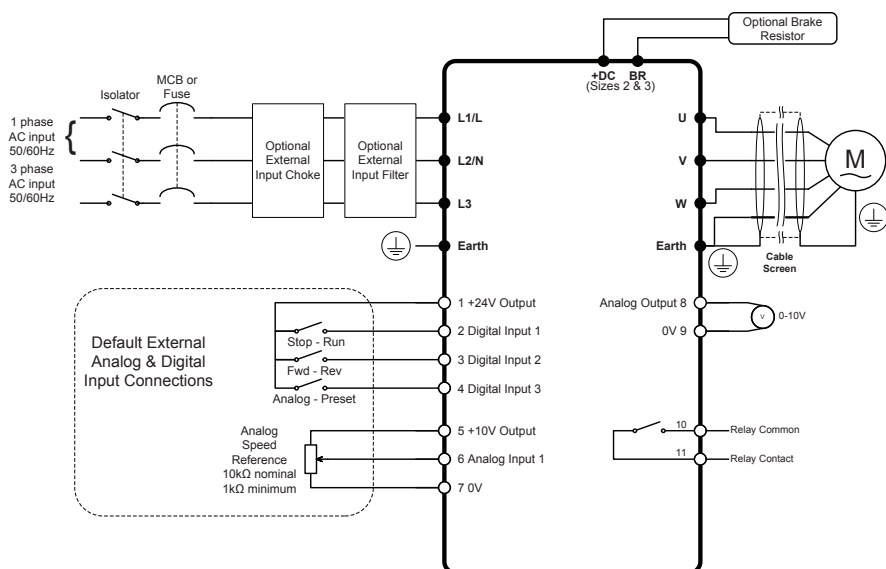 Optional Brake
Resistor
+DC BR
(Sizes 2 & 3)
MCB or
Fuse
Isolator
1 phase
AC input
50/60Hz
3 phase
AC input
50/60Hz
Optional
External
Input Choke
Optional
External
Input Filter
L1/L
L2/N
L3
Earth
U
V
W
Earth
M
Cable
Screen
Default External
Analog & Digital
Input Connections
Stop - Run
Fwd - Rev
Analog - Preset
Analog
Speed
Reference
10kΩ nominal
1kΩ minimum
1 +24V Output
2 Digital Input 1
3 Digital Input 2
4 Digital Input 3
5 +10V Output
6 Analog Input 1
7 0V
Analog Output 8
0V 9
V
0-10V
10
Relay Common
11
Relay Contact